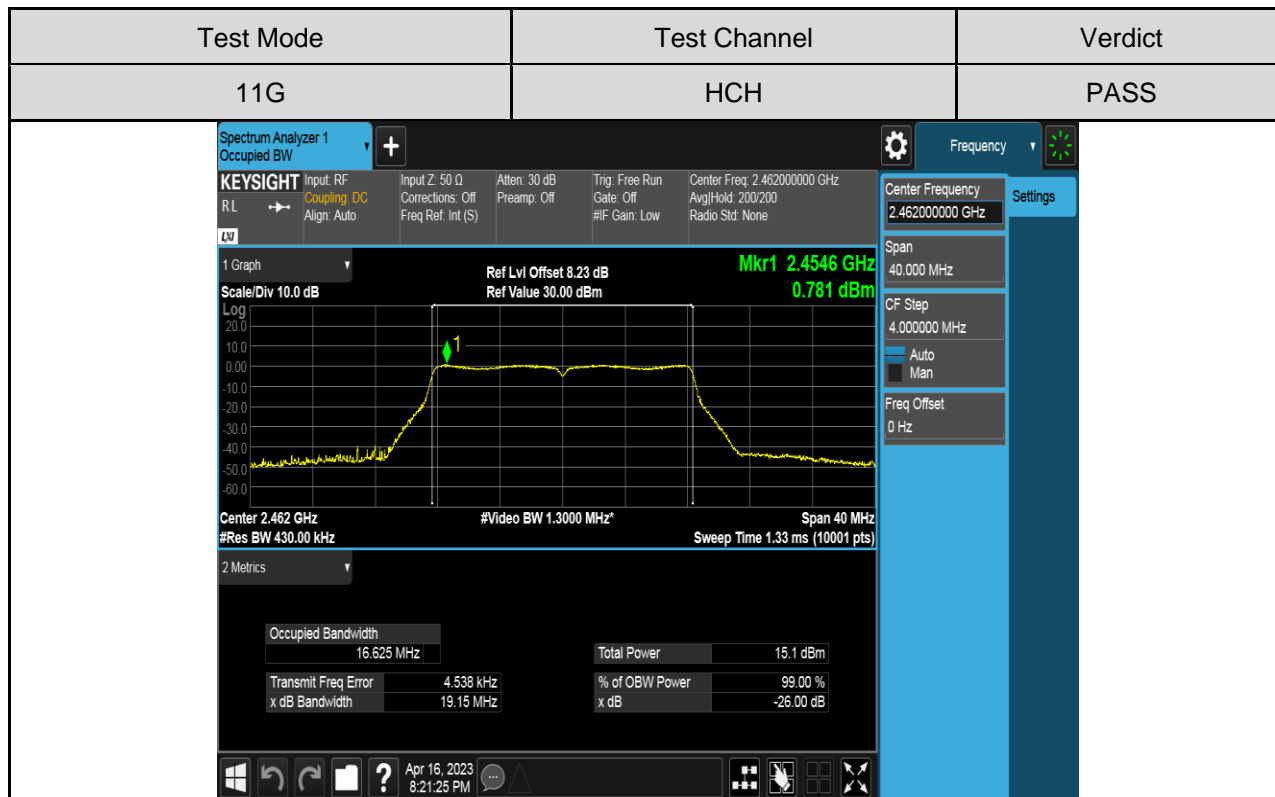 Test Mode Test Channel Verdict
11G HCH PASS
Spectrum Analyzer 1
Occupied BW
+
Frequency
KEYSIGHT Input: RF Input Z: 50 Ω Atten: 30 dB Trig: Free Run Center Freq: 2.462000000 GHz
RL Coupling: DC Corrections: Off Preamp: Off Gate: Off Avg|Hold: 200/200
Align: Auto Freq Ref: Int (S) #IF Gain: Low Radio Std: None
LXI
Center Frequency
2.462000000 GHz
Settings
Span
40.000 MHz
CF Step
4.000000 MHz
Auto
Man
Freq Offset
0 Hz
1 Graph Ref Lvl Offset 8.23 dB Mkr1 2.4546 GHz
Scale/Div 10.0 dB Ref Value 30.00 dBm 0.781 dBm
Log
20.0
10.0
1
0.00
-10.0
-20.0
-30.0
-40.0
-50.0
-60.0
Center 2.462 GHz #Video BW 1.3000 MHz* Span 40 MHz
#Res BW 430.00 kHz Sweep Time 1.33 ms (10001 pts)
2 Metrics
Occupied Bandwidth
16.625 MHz Total Power 15.1 dBm
Transmit Freq Error 4.538 kHz % of OBW Power 99.00 %
x dB Bandwidth 19.15 MHz x dB -26.00 dB
? Apr 16, 2023
8:21:25 PM